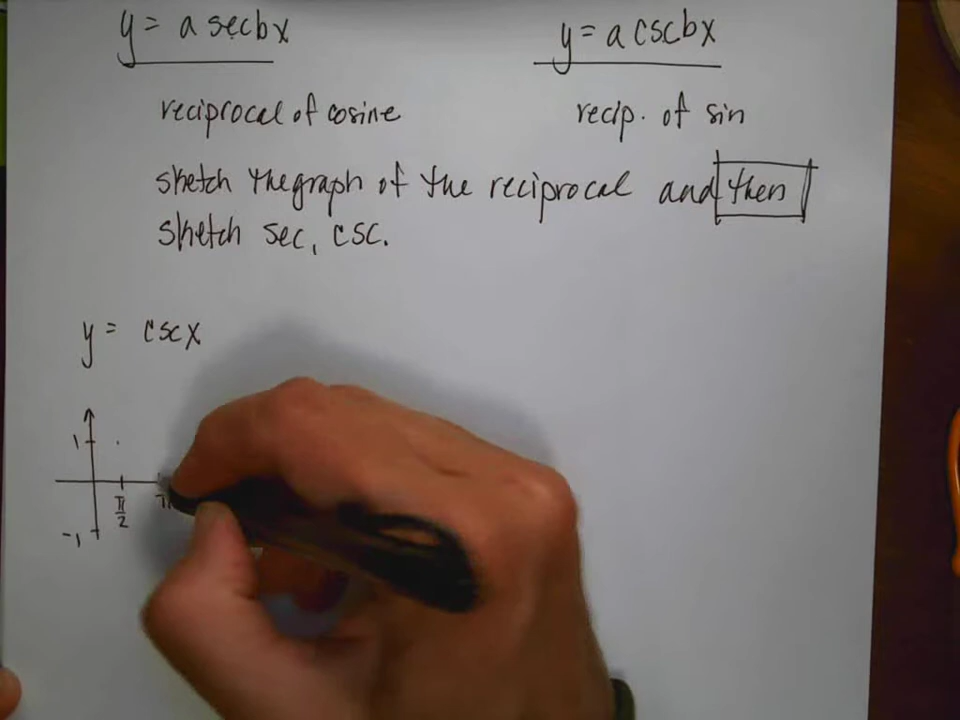 y = a secbx
y = a cscbx
reciprocal of cosine
recip. of sin
sketch the graph of the reciprocal and then
sketch sec, csc.
y = cscx
1
π/2
π
-1